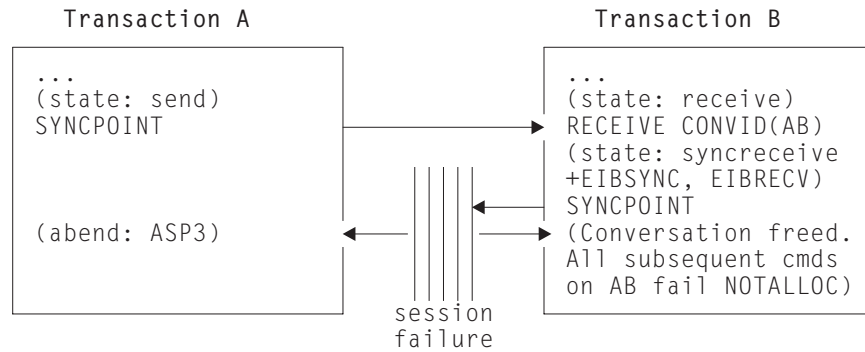 Transaction A
Transaction B
...
(state: send)
SYNCPOINT
(abend: ASP3)
...
(state: receive)
RECEIVE CONVID(AB)
(state: syncreceive
+EIBSYNC, EIBRECV)
SYNCPOINT
(Conversation freed.
All subsequent cmds
on AB fail NOTALLOC)
session
failure